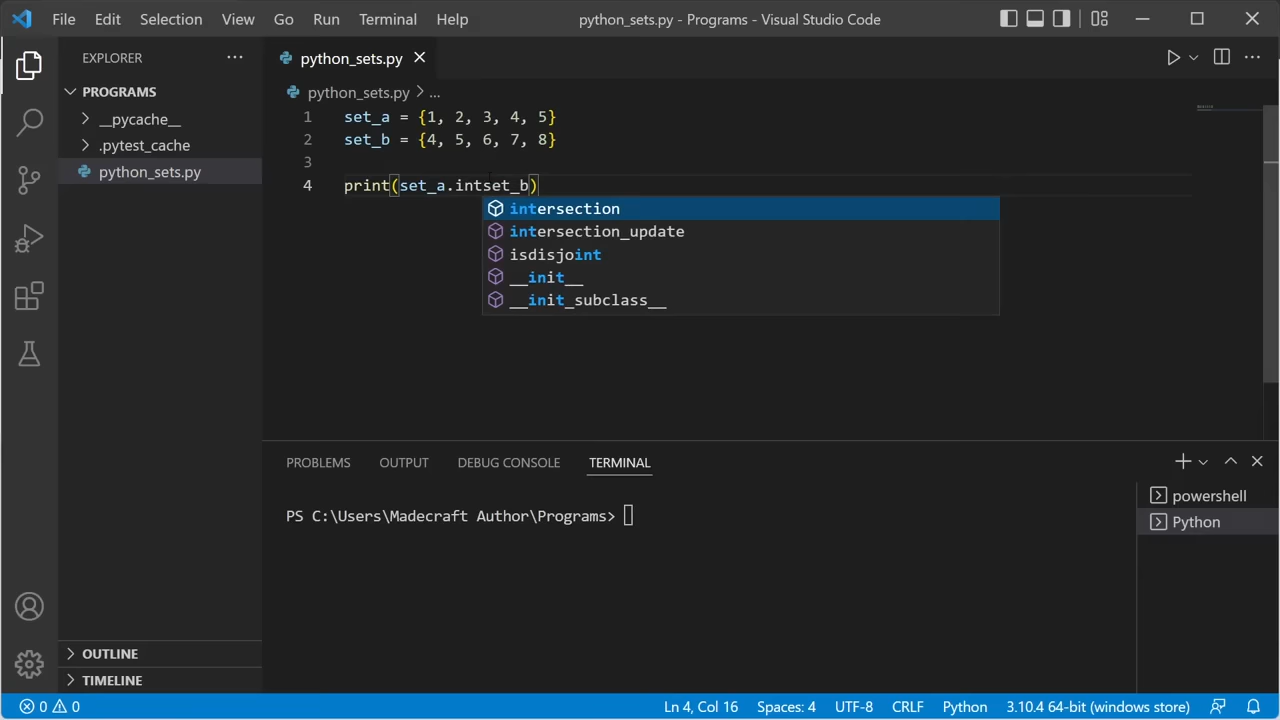 File Edit Selection View Go Run Terminal Help python_sets.py - Programs - Visual Studio Code
EXPLORER
PROGRAMS
__pycache__
.pytest_cache
python_sets.py
OUTLINE
TIMELINE
python_sets.py
python_sets.py > ...
1 set_a = {1, 2, 3, 4, 5}
2 set_b = {4, 5, 6, 7, 8}
3
4 print(set_a.intset_b)
intersection
intersection_update
isdisjoint
__init__
__init_subclass__
PROBLEMS OUTPUT DEBUG CONSOLE TERMINAL
PS C:\Users\Madecraft Author\Programs>
powershell
Python
0 0 Ln 4, Col 16 Spaces: 4 UTF-8 CRLF Python 3.10.4 64-bit (windows store)